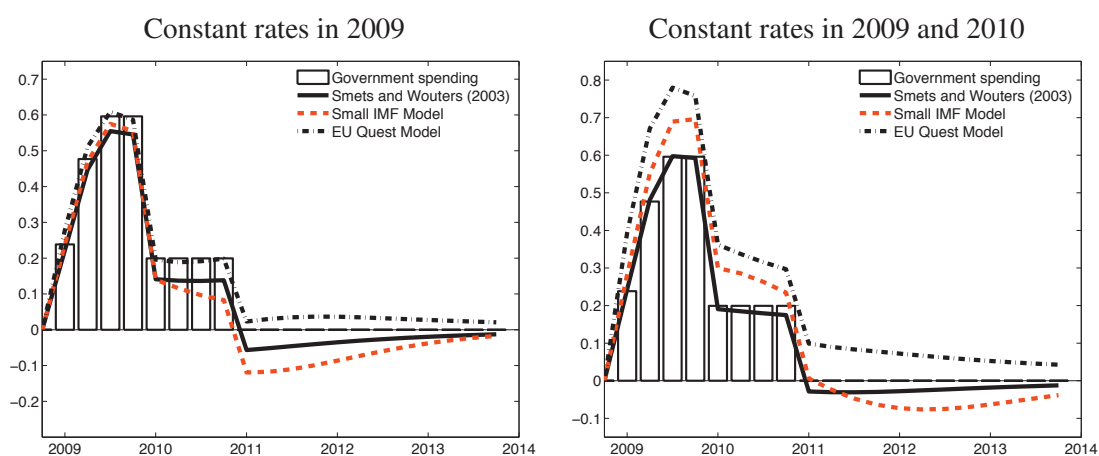 Constant rates in 2009
Constant rates in 2009 and 2010
0.7
0.6
0.5
0.4
0.3
0.2
0.1
0
−0.1
−0.2
Government spending
Smets and Wouters (2003)
Small IMF Model
EU Quest Model
2009 2010 2011 2012 2013 2014
0.8
0.7
0.6
0.5
0.4
0.3
0.2
0.1
0
−0.1
Government spending
Smets and Wouters (2003)
Small IMF Model
EU Quest Model
2009 2010 2011 2012 2013 2014